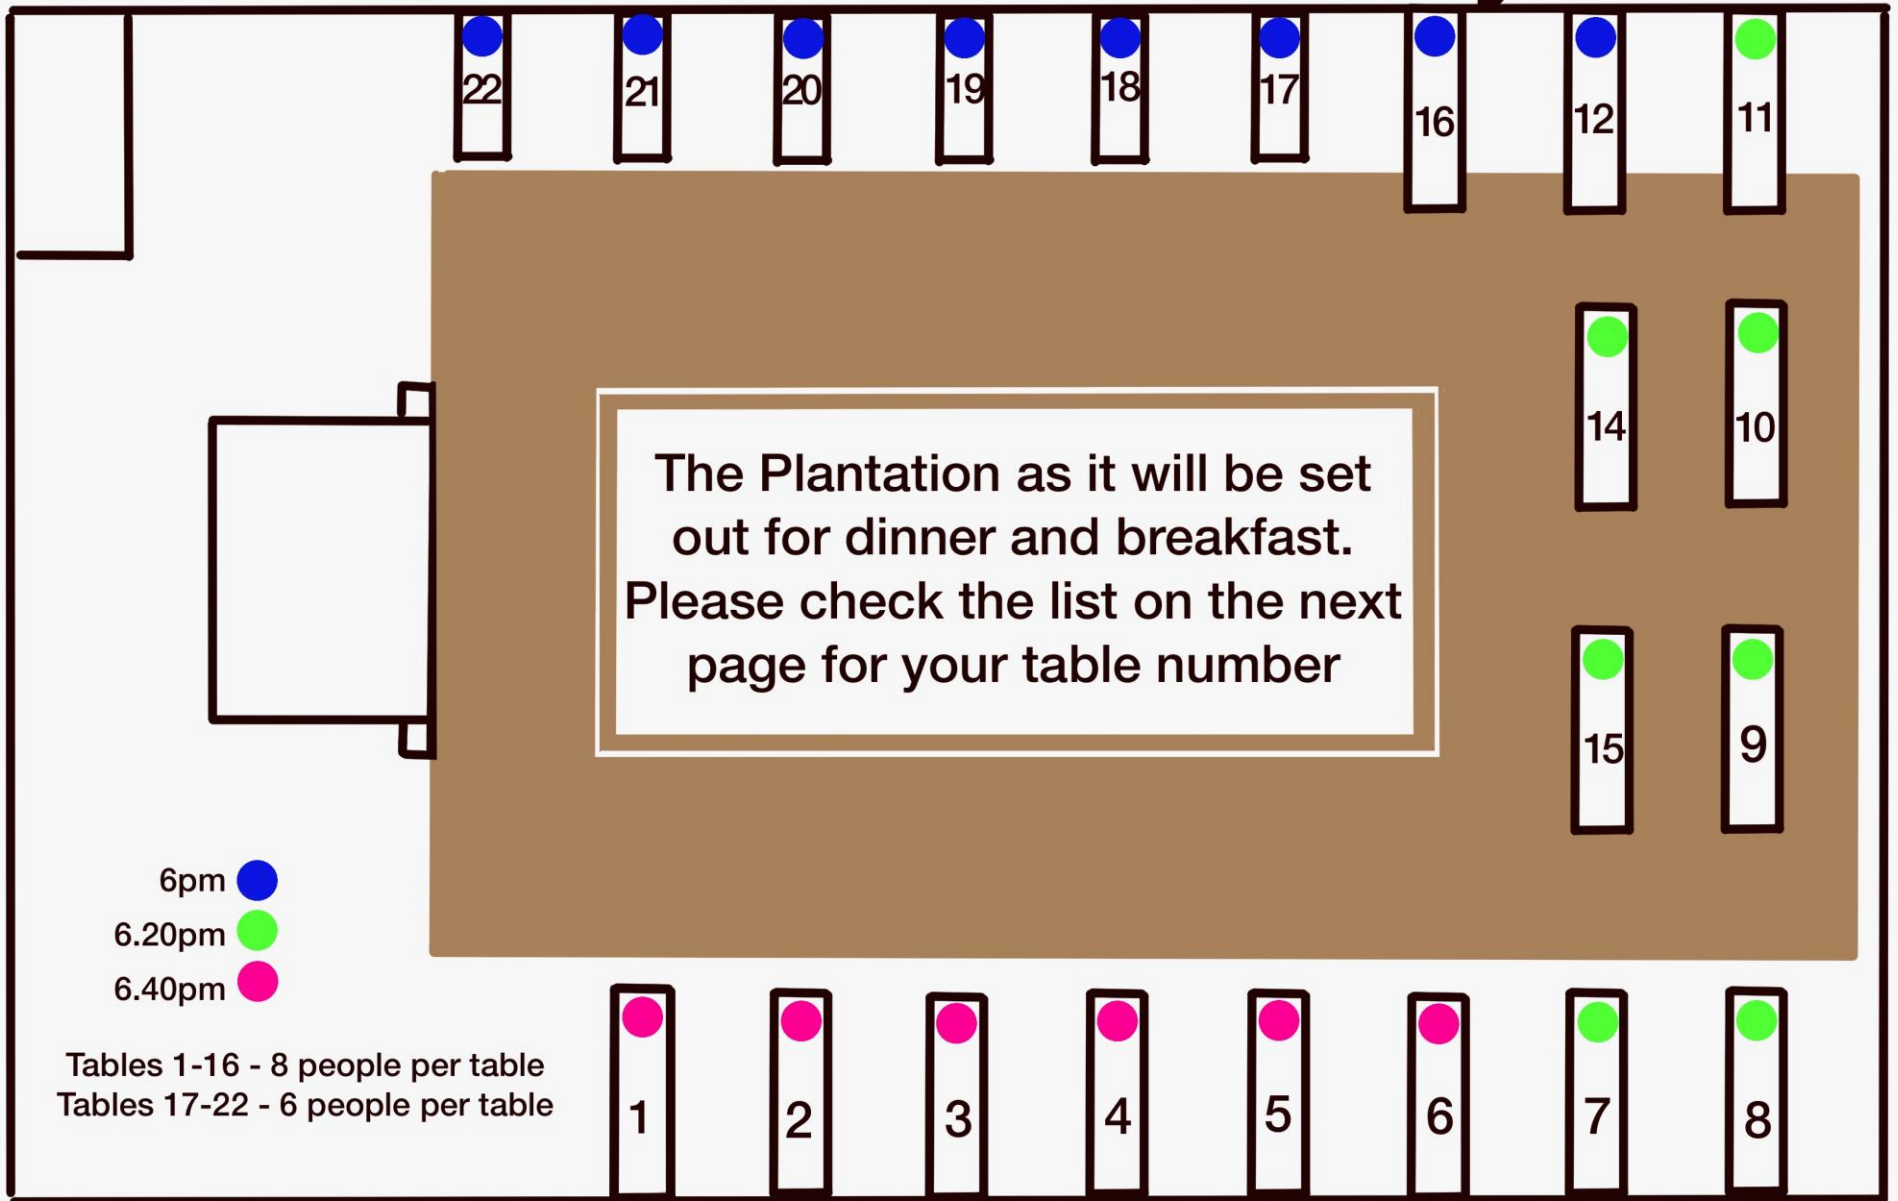 22
21
20
19
18
17
16
12
11
14
10
The Plantation as it will be set
out for dinner and breakfast.
Please check the list on the next
page for your table number
15
9
6pm
6.20pm
6.40pm
Tables 1-16 - 8 people per table
Tables 17-22 - 6 people per table
1
2
3
4
5
6
7
8